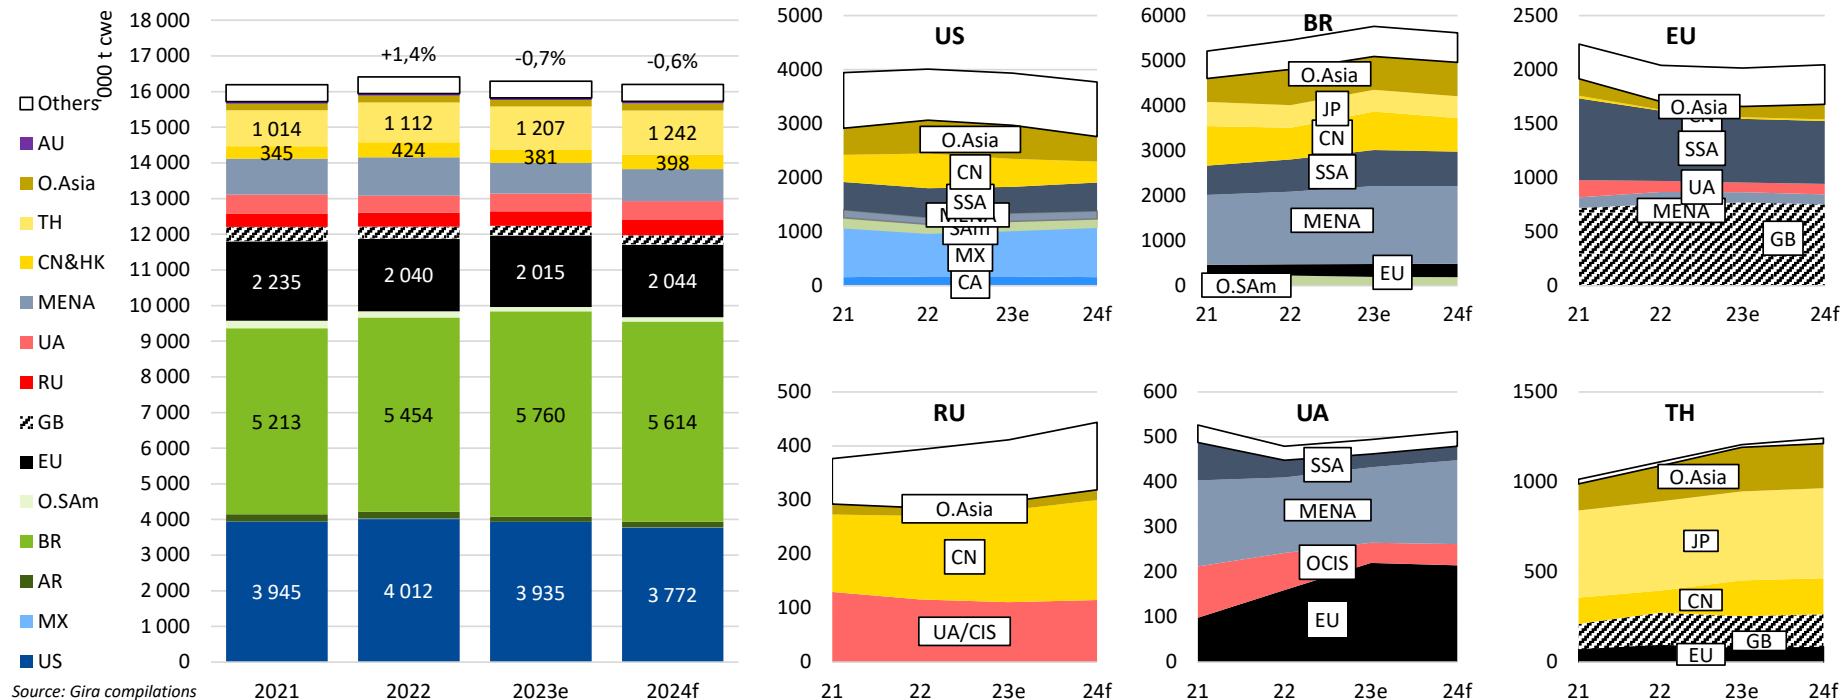 000 t cwe
18 000
17 000
16 000
15 000
14 000
13 000
12 000
11 000
10 000
9 000
8 000
7 000
6 000
5 000
4 000
3 000
2 000
1 000
0
Others
AU
O.Asia
TH
CN&HK
MENA
UA
RU
GB
EU
O.SAm
BR
AR
MX
US
+1,4%
-0,7%
-0,6%
1 014
1 112
1 207
1 242
345
424
381
398
2 235
2 040
2 015
2 044
5 213
5 454
5 760
5 614
3 945
4 012
3 935
3 772
2021
2022
2023e
2024f
Source: Gira compilations
US
5000
4000
3000
2000
1000
0
O.Asia
CN
SSA
MENA
SAm
MX
CA
21
22
23e
24f
BR
6000
5000
4000
3000
2000
1000
0
O.Asia
JP
CN
SSA
MENA
EU
O.SAm
21
22
23e
24f
EU
2500
2000
1500
1000
500
0
O.Asia
CN
SSA
UA
MENA
GB
21
22
23e
24f
RU
500
400
300
200
100
0
O.Asia
CN
UA/CIS
21
22
23e
24f
UA
600
500
400
300
200
100
0
SSA
MENA
OCIS
EU
21
22
23e
24f
TH
1500
1000
500
0
O.Asia
JP
CN
GB
EU
21
22
23e
24f